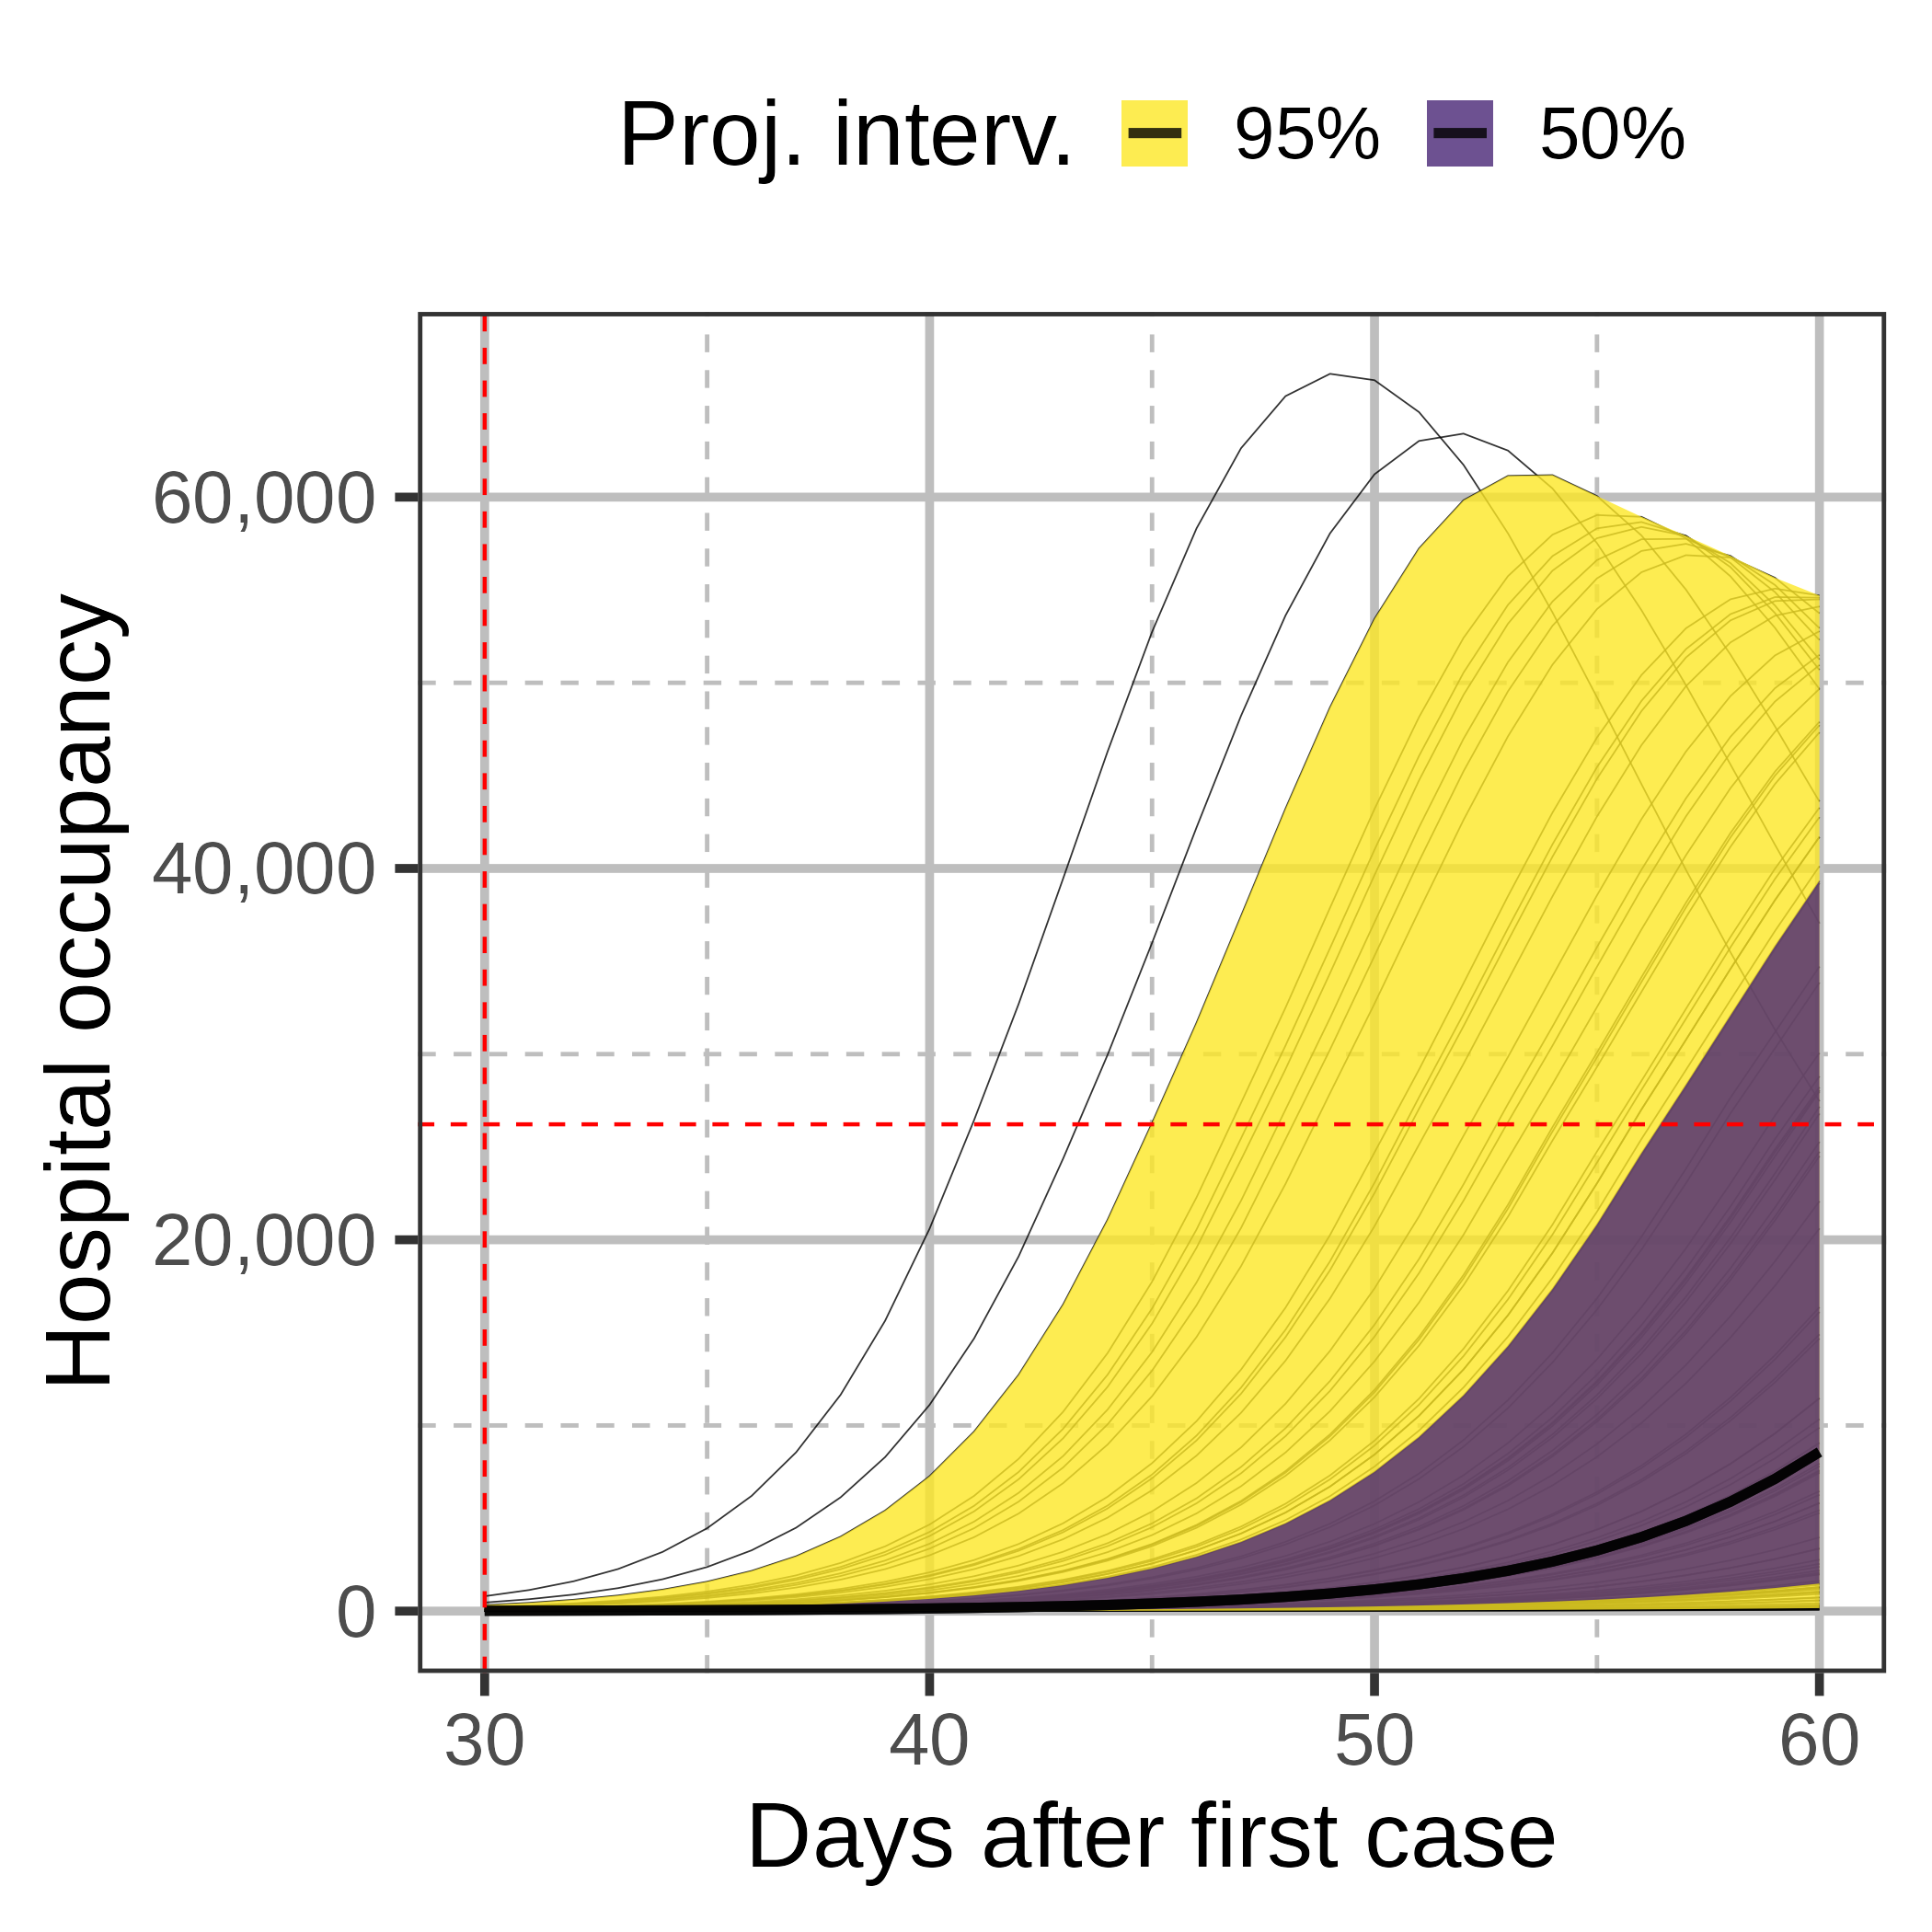 Proj. interv. 95% 50%
60,000
40,000
20,000
0
Hospital occupancy
30 40 50 60
Days after first case